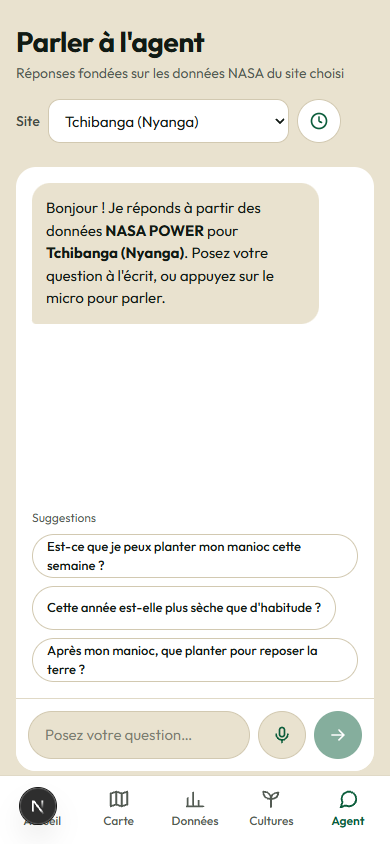 Parler à l'agent
Réponses fondées sur les données NASA du site choisi
Site
Tchibanga (Nyanga)
Bonjour ! Je réponds à partir des
données NASA POWER pour
Tchibanga (Nyanga). Posez votre
question à l'écrit, ou appuyez sur le
micro pour parler.
Suggestions
Est-ce que je peux planter mon manioc cette
semaine ?
Cette année est-elle plus sèche que d'habitude ?
Après mon manioc, que planter pour reposer la
terre ?
Posez votre question…
N
Carte
Données
Cultures
Agent